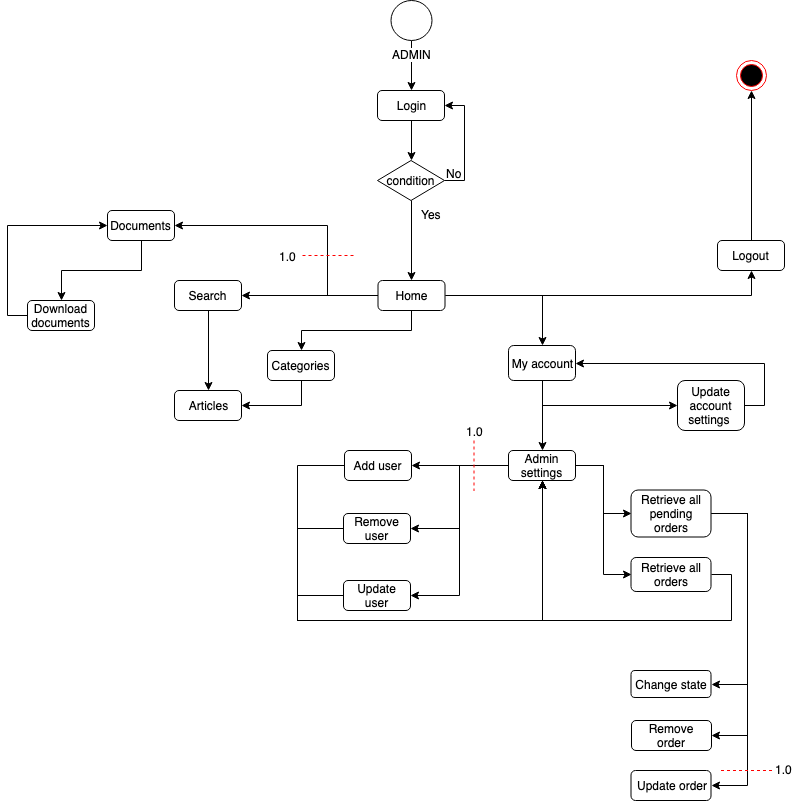 ADMIN
Login
condition
No
Yes
Documents
1.0
Logout
Search
Home
Download
documents
Categories
My account
Articles
Update
account
settings
1.0
Add user
Admin
settings
Retrieve all
pending
orders
Remove
user
Retrieve all
orders
Update
user
Change state
Remove
order
1.0
Update order